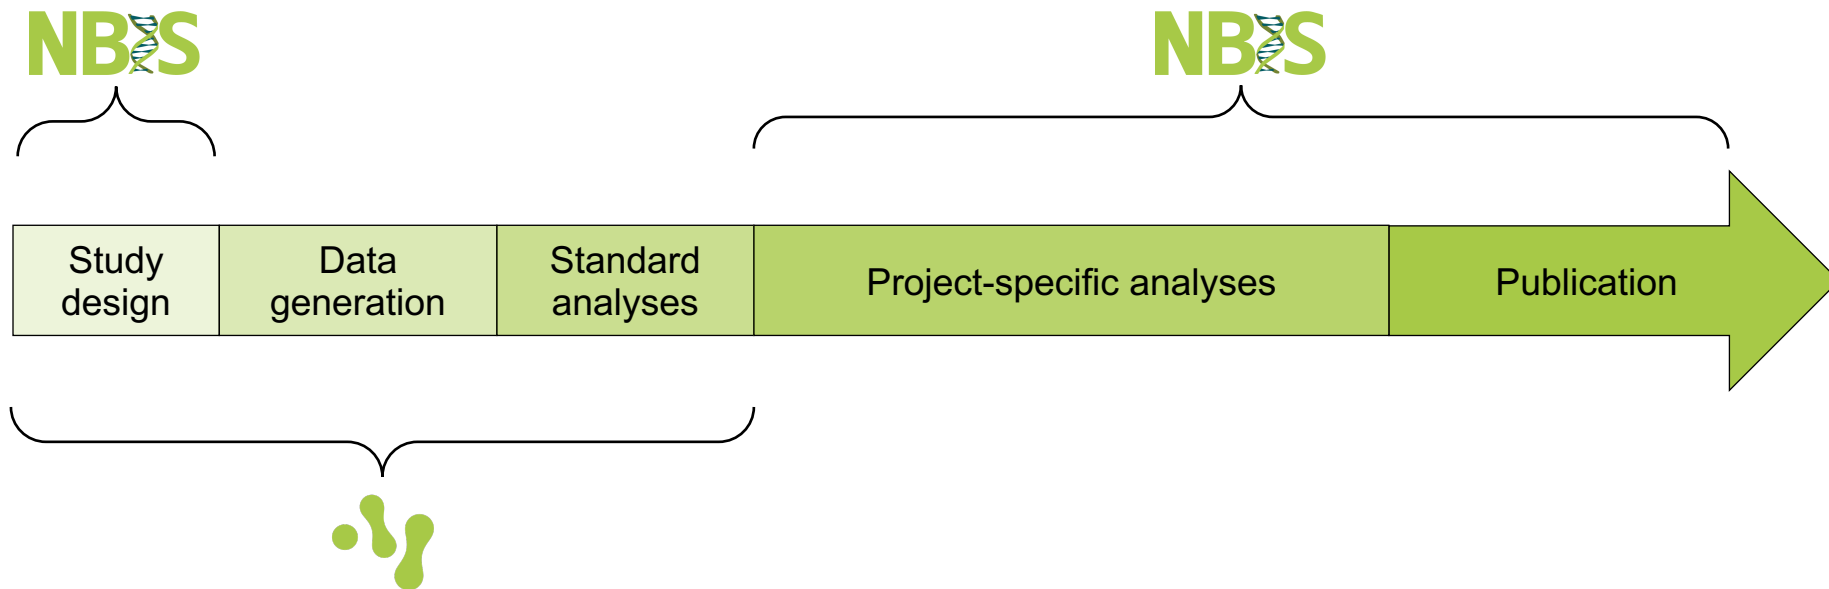 NBIS
NBIS
Study
design
Data
generation
Standard
analyses
Project-specific analyses
Publication